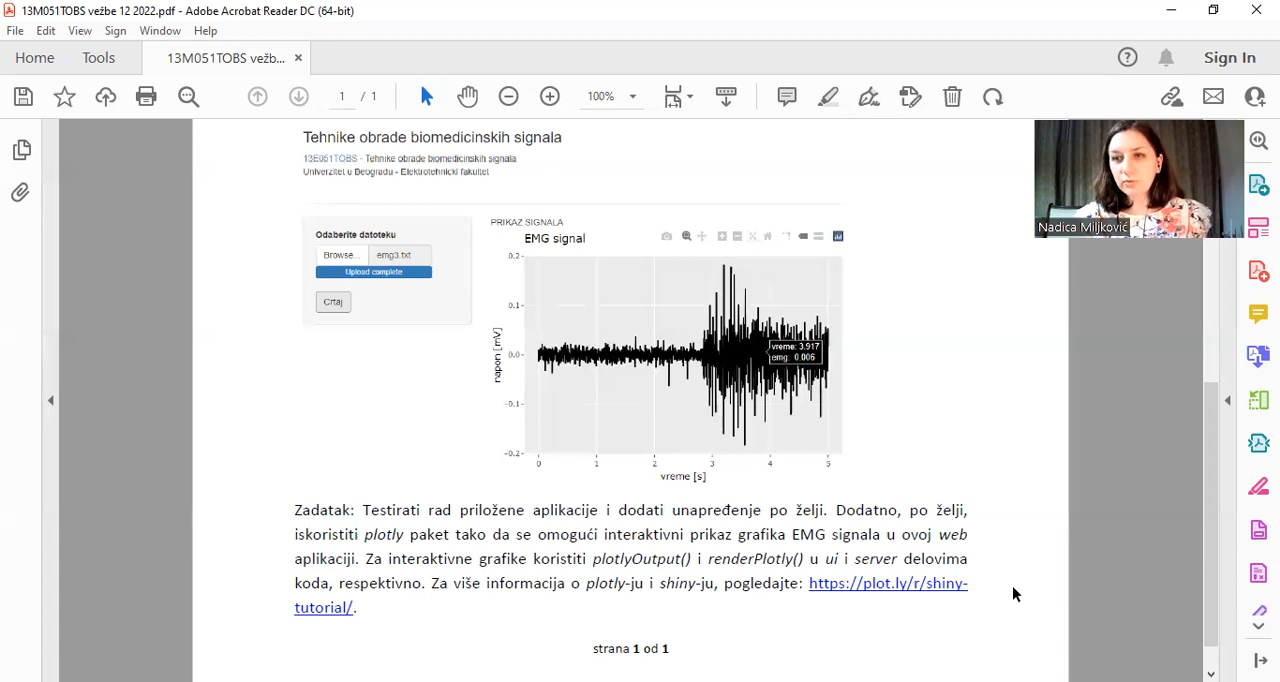 13M051TOBS vežbe 12 2022.pdf - Adobe Acrobat Reader DC (64-bit)
File Edit View Sign Window Help
Home Tools 13M051TOBS vežb... × Sign In
1 / 1 100%
Nadica Miljković
Tehnike obrade biomedicinskih signala
13E051TOBS - Tehnike obrade biomedicinskih signala
Univerzitet u Beogradu - Elektrotehnički fakultet
Odaberite datoteku
Browse... emg3.txt
Upload complete
Crtaj
PRIKAZ SIGNALA
EMG signal
0.2
0.1
0.0
-0.1
-0.2
napon [mV]
vreme: 3.917
emg: 0.006
0 1 2 3 4 5
vreme [s]
Zadatak: Testirati rad priložene aplikacije i dodati unapređenje po želji. Dodatno, po želji,
iskoristiti plotly paket tako da se omogući interaktivni prikaz grafika EMG signala u ovoj web
aplikaciji. Za interaktivne grafike koristiti plotlyOutput() i renderPlotly() u ui i server delovima
koda, respektivno. Za više informacija o plotly-ju i shiny-ju, pogledajte: https://plot.ly/r/shiny-
tutorial/.
strana 1 od 1